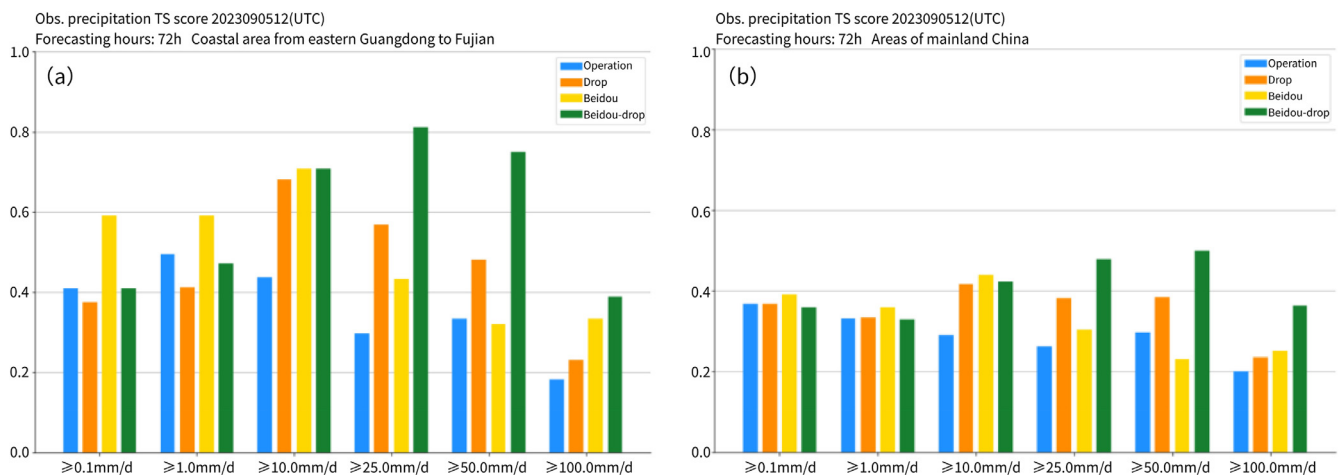 Obs. precipitation TS score 2023090512(UTC)
Forecasting hours: 72h Coastal area from eastern Guangdong to Fujian
(a)
Operation
Drop
Beidou
Beidou-drop
1.0
0.8
0.6
0.4
0.2
0.0
≥0.1mm/d ≥1.0mm/d ≥10.0mm/d ≥25.0mm/d ≥50.0mm/d ≥100.0mm/d
Obs. precipitation TS score 2023090512(UTC)
Forecasting hours: 72h Areas of mainland China
(b)
Operation
Drop
Beidou
Beidou-drop
1.0
0.8
0.6
0.4
0.2
0.0
≥0.1mm/d ≥1.0mm/d ≥10.0mm/d ≥25.0mm/d ≥50.0mm/d ≥100.0mm/d